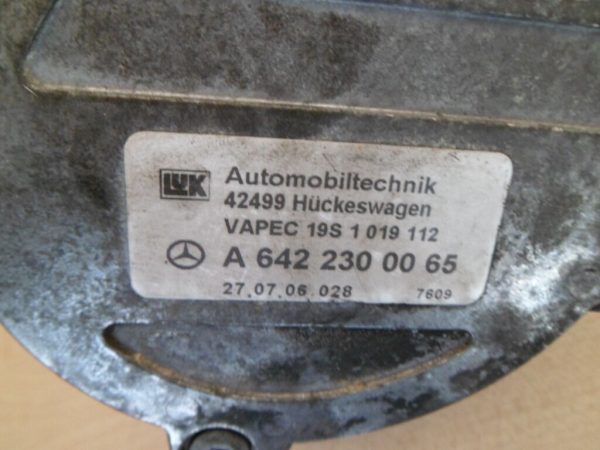 LUK Automobiltechnik
42499 Hückeswagen
VAPEC 19S 1 019 112
A 642 230 00 65
27.07.06 028 7609